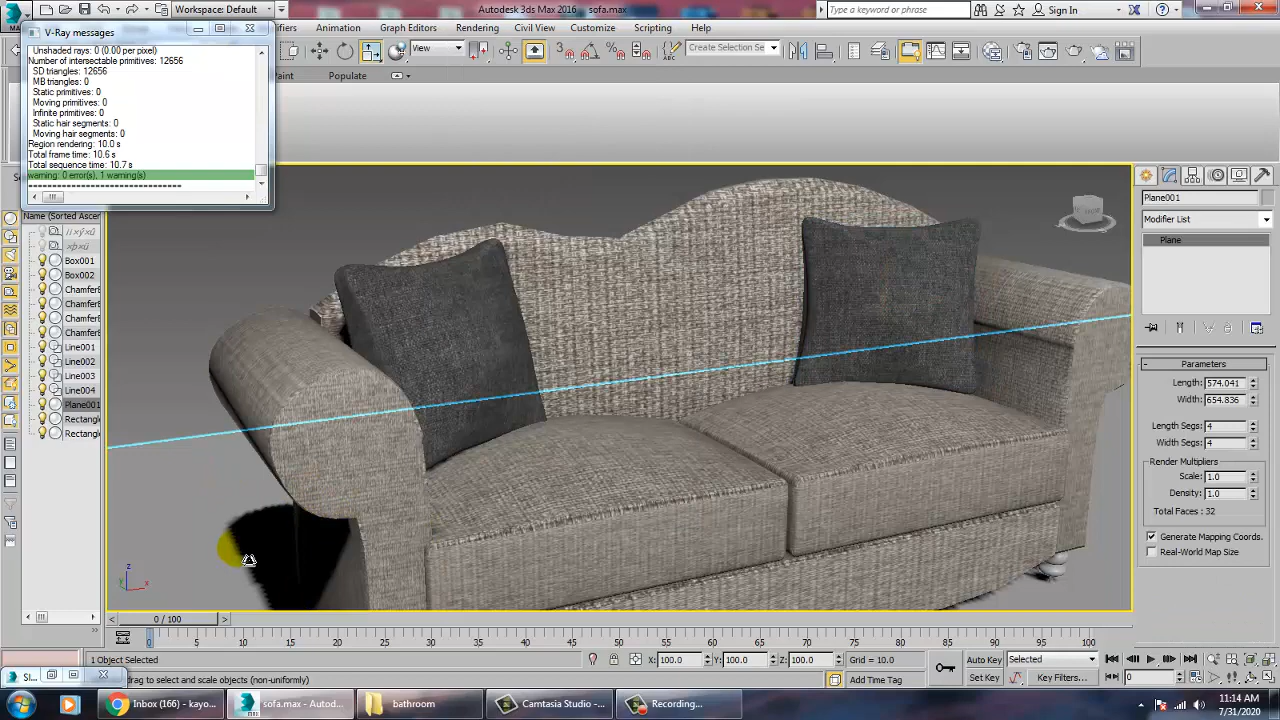 Workspace: Default
Autodesk 3ds Max 2016 sofa.max
Type a keyword or phrase
Sign In
V-Ray messages
Unshaded rays: 0 (0.00 per pixel)
Number of intersectable primitives: 12656
SD triangles: 12656
MB triangles: 0
Static primitives: 0
Moving primitives: 0
Infinite primitives: 0
Static hair segments: 0
Moving hair segments: 0
Region rendering: 10.0 s
Total frame time: 10.6 s
Total sequence time: 10.7 s
warning: 0 error(s), 1 warning(s)
==============================
Animation Graph Editors Rendering Civil View Customize Scripting Help
View
Create Selection Se
Paint Populate
Name (Sorted Ascer
Box001
Box002
ChamferE
ChamferE
ChamferE
ChamferE
Line001
Line002
Line003
Line004
Plane001
Rectang
Rectang
Plane001
Modifier List
Plane
Parameters
Length: 574.041
Width: 654.836
Length Segs: 4
Width Segs: 4
Render Multipliers
Scale: 1.0
Density: 1.0
Total Faces: 32
Generate Mapping Coords.
Real-World Map Size
z
y
x
0 / 100
0 5 10 15 20 25 30 35 40 45 50 55 60 65 70 75 80 85 90 95 100
1 Object Selected
X: 100.0 Y: 100.0 Z: 100.0
Grid = 10.0
Auto Key Selected
drag to select and scale objects (non-uniformly)
Add Time Tag
Set Key Key Filters...
0
Inbox (166) - kayo...
sofa.max - Autod...
bathroom
Camtasia Studio -...
Recording...
11:14 AM
7/31/2020